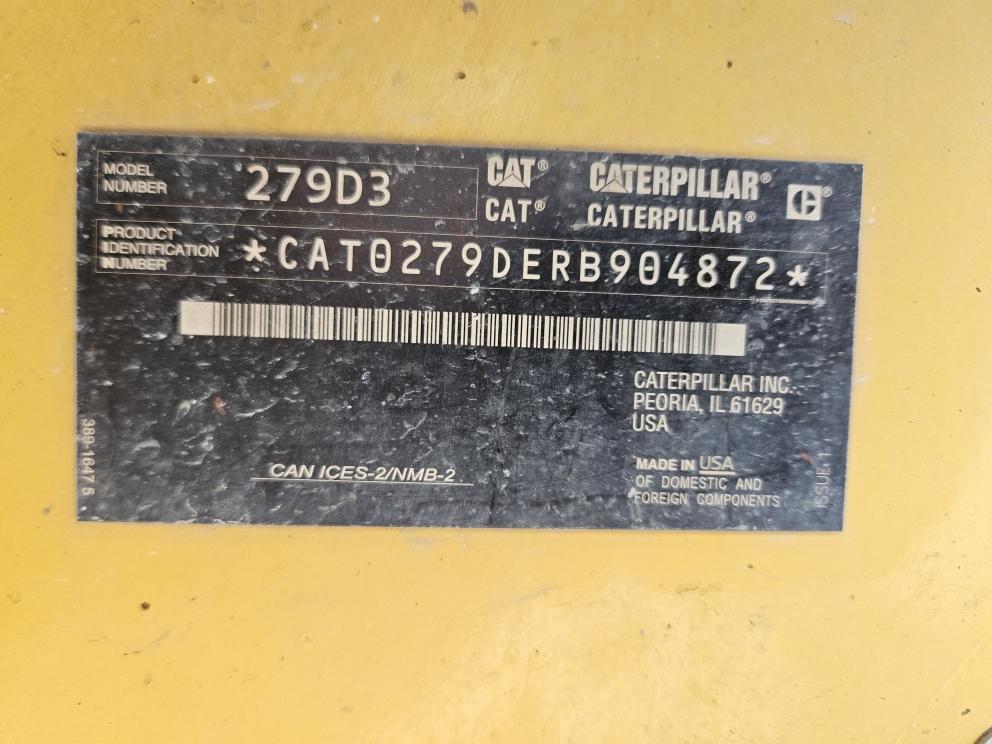 MODEL
NUMBER
279D3
CAT® CATERPILLAR® C®
CAT® CATERPILLAR®
PRODUCT
IDENTIFICATION
NUMBER
*CAT0279DERB904872*
CATERPILLAR INC.
PEORIA, IL 61629
USA
389-1647 5
CAN ICES-2/NMB-2
MADE IN USA
OF DOMESTIC AND
FOREIGN COMPONENTS
ISSUE 1